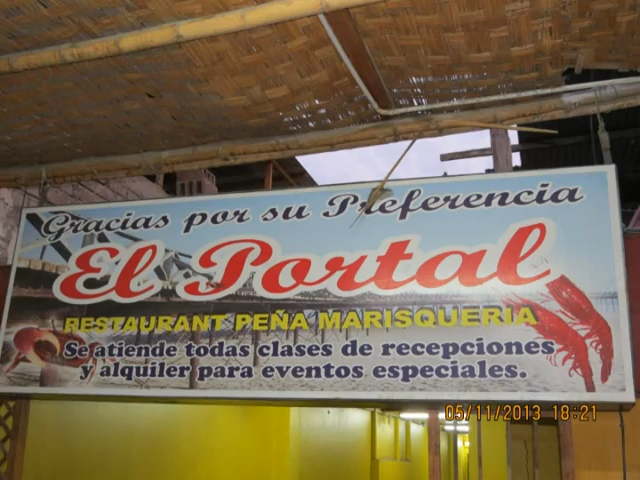 Gracias por su Preferencia
El Portal
RESTAURANT PEÑA MARISQUERIA
Se atiende todas clases de recepciones
y alquiler para eventos especiales.
05/11/2013 18:21